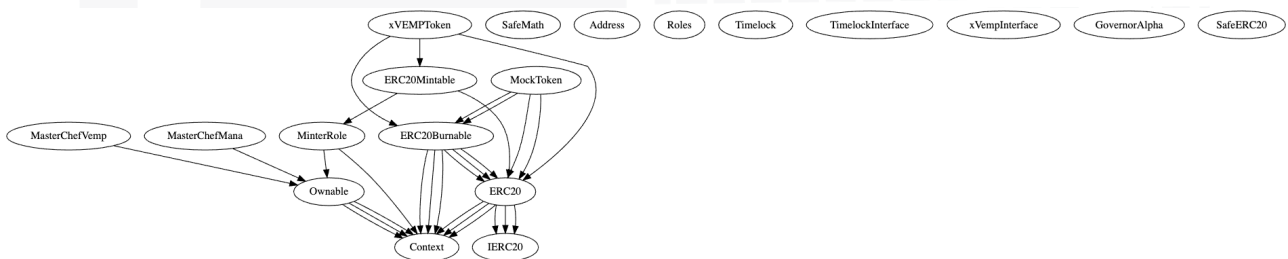 xVEMPToken SafeMath Address Roles Timelock TimelockInterface xVempInterface GovernorAlpha SafeERC20
ERC20Mintable MockToken
MasterChefVemp MasterChefMana MinterRole ERC20Burnable
Ownable ERC20
Context IERC20